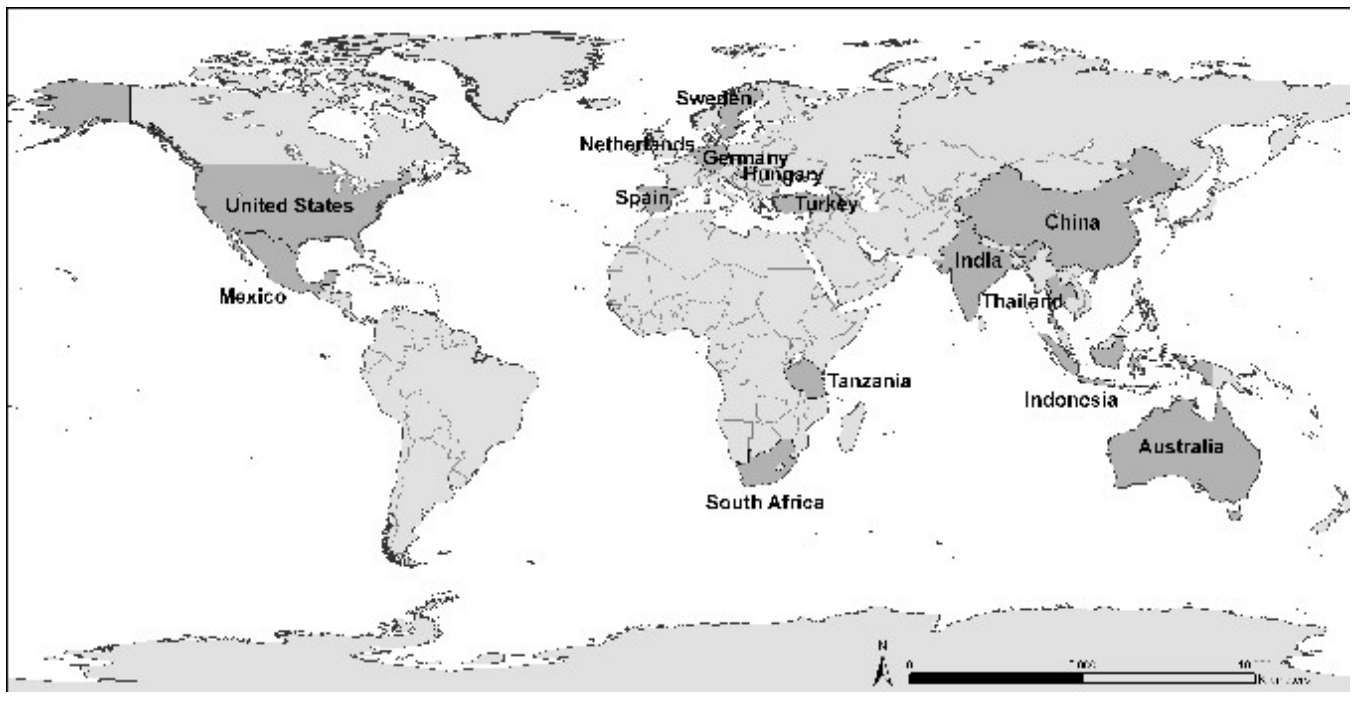 Sweden
Netherlands
Germany
Hungary
Spain
Turkey
United States
China
India
Mexico
Thailand
Tanzania
Indonesia
Australia
South Africa
N
0